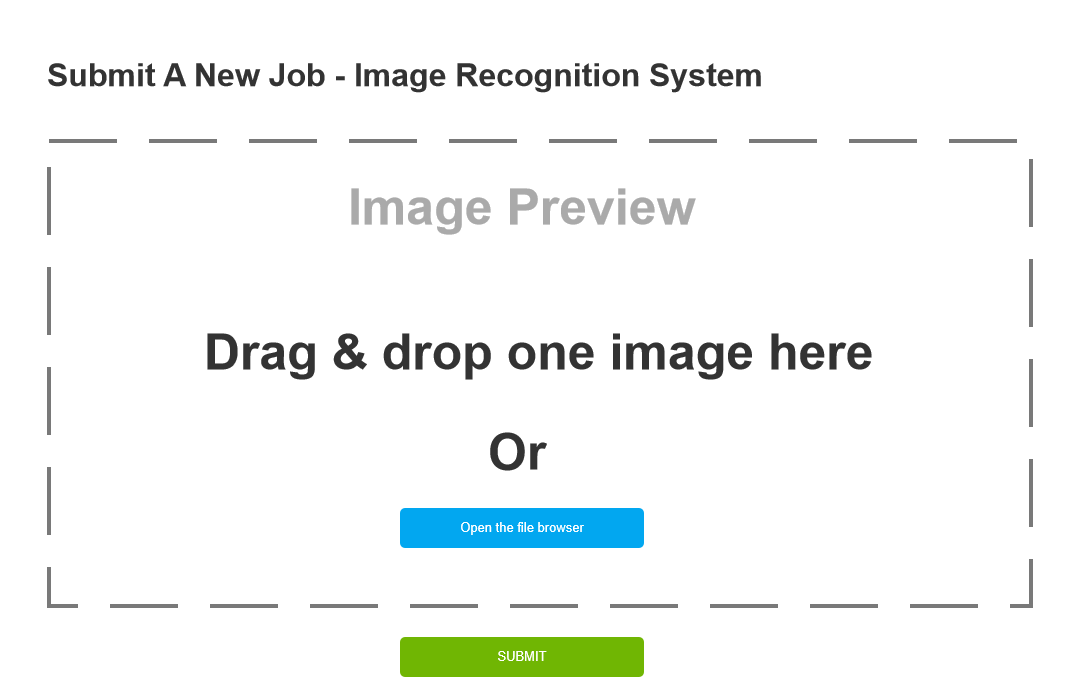 Submit A New Job - Image Recognition System
Image Preview
Drag & drop one image here
Or
Open the file browser
SUBMIT